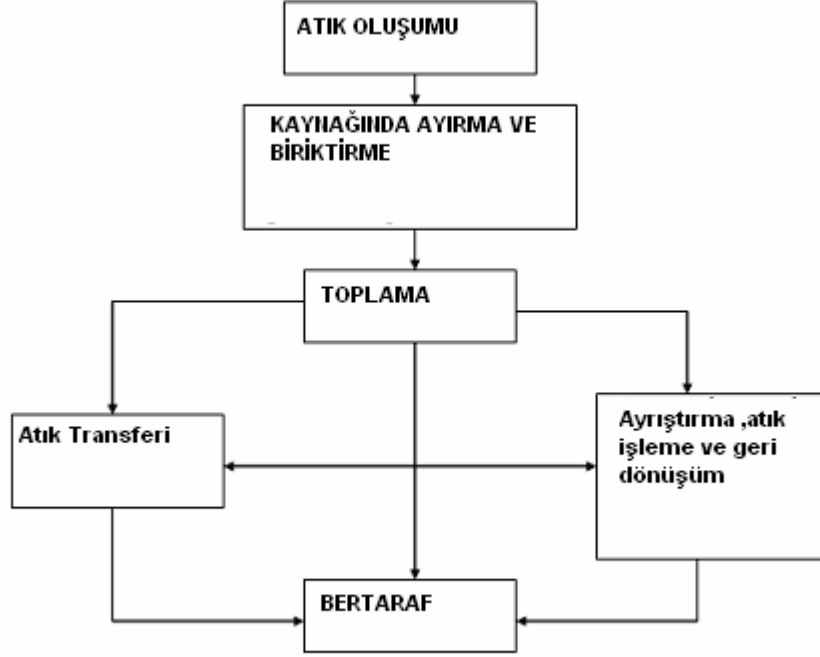 ATIK OLUŞUMU
KAYNAĞINDA AYIRMA VE
BİRİKTİRME
TOPLAMA
Atık Transferi
Ayrıştırma ,atık
işleme ve geri
dönüşüm
BERTARAF